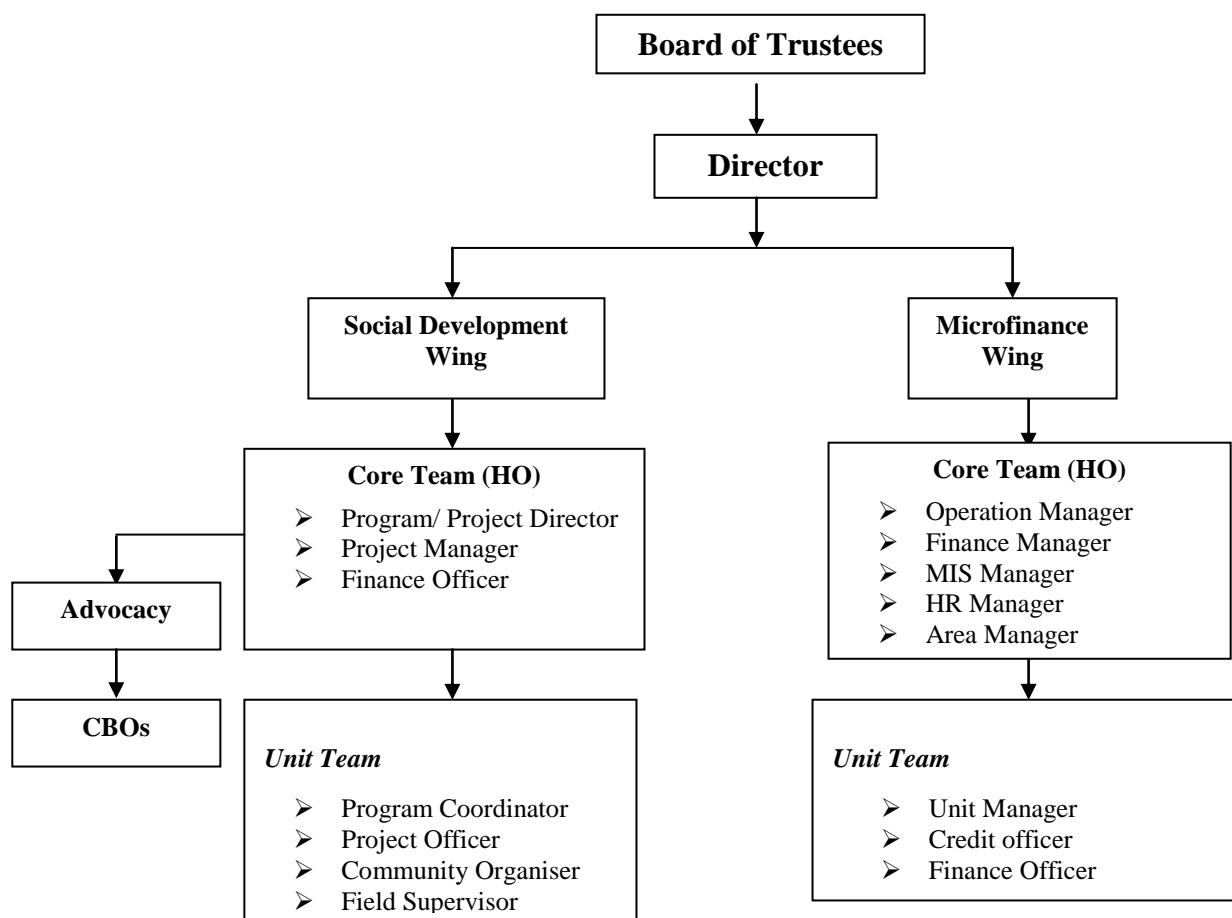 Board of Trustees
Director
Social Development
Wing
Microfinance
Wing
Core Team (HO)
➢ Program/ Project Director
➢ Project Manager
➢ Finance Officer
Core Team (HO)
➢ Operation Manager
➢ Finance Manager
➢ MIS Manager
➢ HR Manager
➢ Area Manager
Advocacy
CBOs
Unit Team
➢ Program Coordinator
➢ Project Officer
➢ Community Organiser
➢ Field Supervisor
Unit Team
➢ Unit Manager
➢ Credit officer
➢ Finance Officer